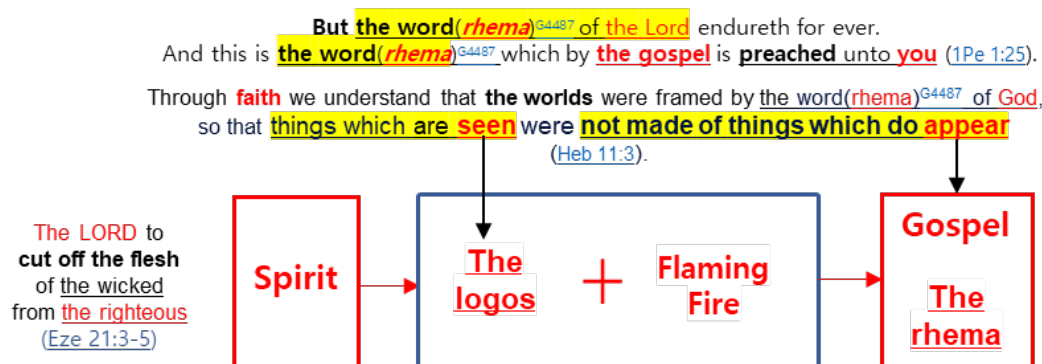 But the word(rhema)G4487 of the Lord endureth for ever.
And this is the word(rhema)G4487 which by the gospel is preached unto you (1Pe 1:25).
Through faith we understand that the worlds were framed by the word(rhema)G4487 of God,
so that things which are seen were not made of things which do appear
(Heb 11:3).
The LORD to
cut off the flesh
of the wicked
from the righteous
(Eze 21:3-5)
Spirit
The
logos
+
Flaming
Fire
Gospel
The
rhema